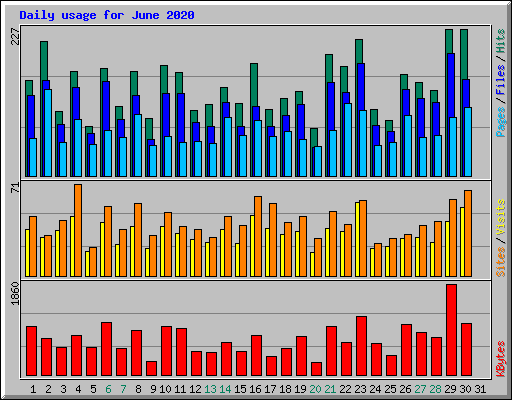 Daily usage for June 2020
227
Pages / Files / Hits
71
Sites / Visits
1860
KBytes
1 2 3 4 5 6 7 8 9 10 11 12 13 14 15 16 17 18 19 20 21 22 23 24 25 26 27 28 29 30 31